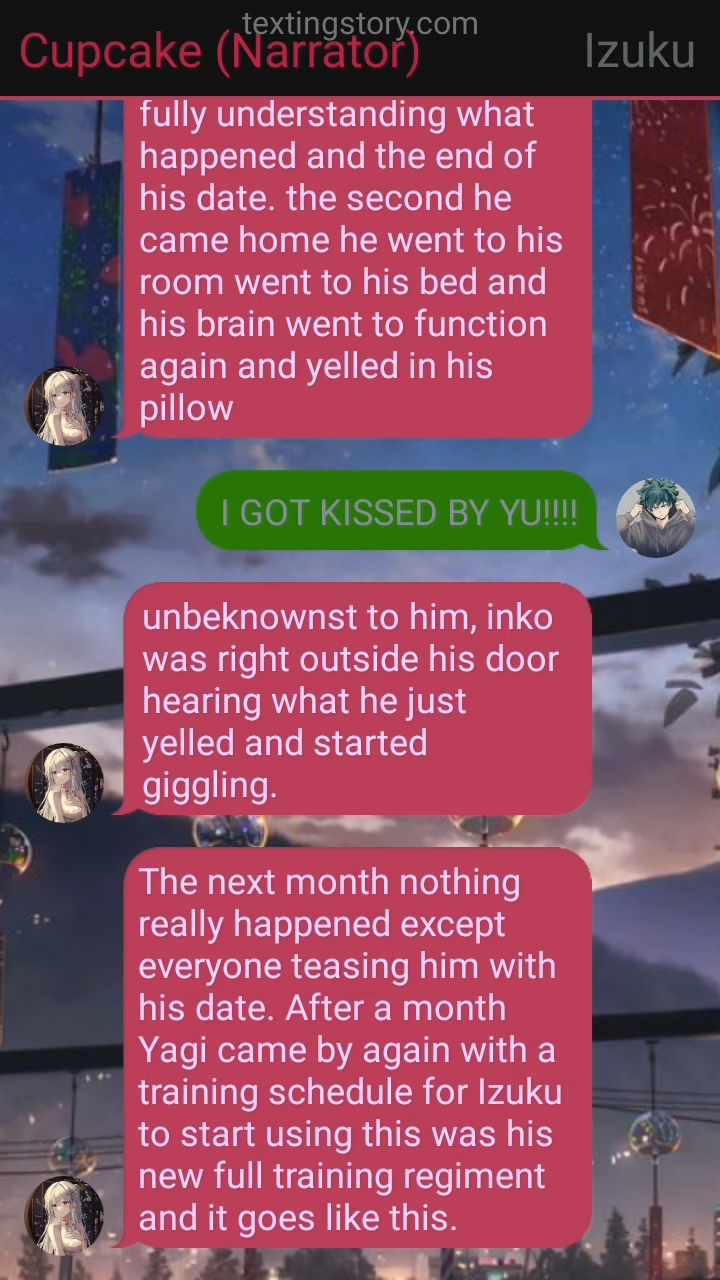 textingstory.com
Cupcake (Narrator)
Izuku
fully understanding what
happened and the end of
his date. the second he
came home he went to his
room went to his bed and
his brain went to function
again and yelled in his
pillow
I GOT KISSED BY YU!!!!
unbeknownst to him, inko
was right outside his door
hearing what he just
yelled and started
giggling.
The next month nothing
really happened except
everyone teasing him with
his date. After a month
Yagi came by again with a
training schedule for Izuku
to start using this was his
new full training regiment
and it goes like this.